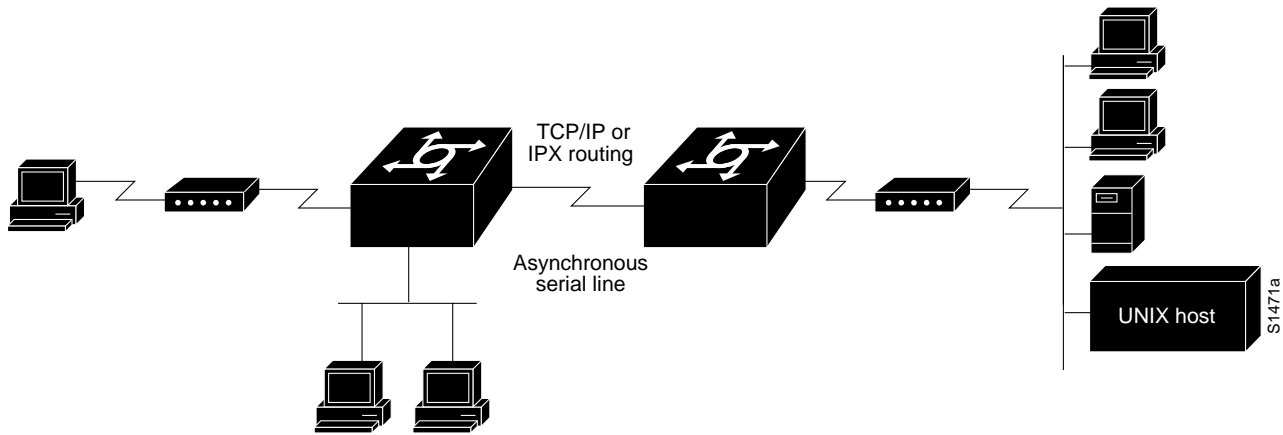 TCP/IP or
IPX routing
Asynchronous
serial line
UNIX host
S1471a